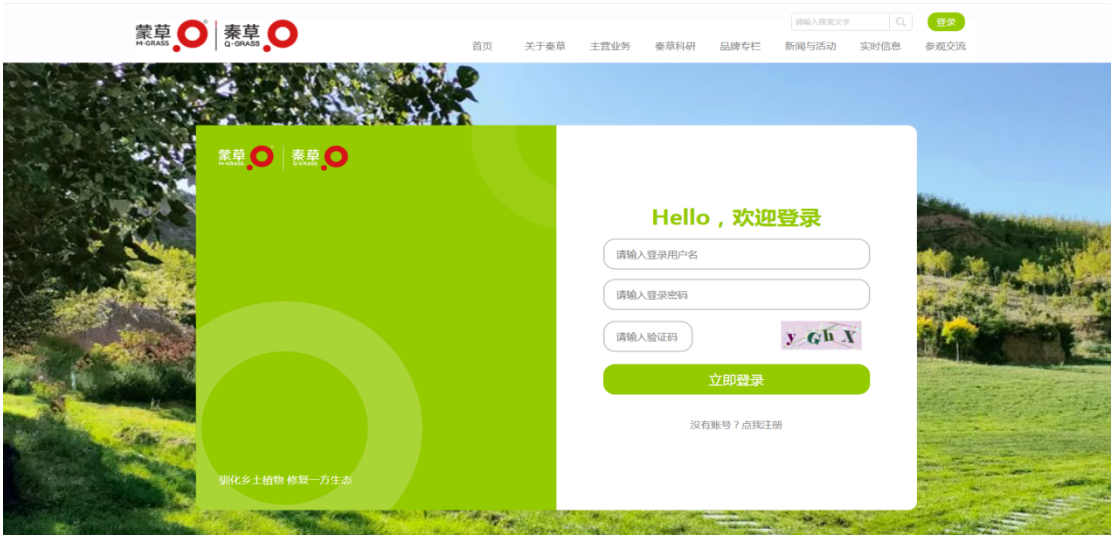 蒙草
M·GRASS
秦草
Q·GRASS
请输入搜索文字
登录
首页 关于秦草 主营业务 秦草科研 品牌专栏 新闻与活动 实时信息 参观交流
蒙草
M·GRASS
秦草
Q·GRASS
Hello，欢迎登录
请输入登录用户名
请输入登录密码
请输入验证码
y G h X
立即登录
没有账号？点我注册
驯化乡土植物 修复一方生态